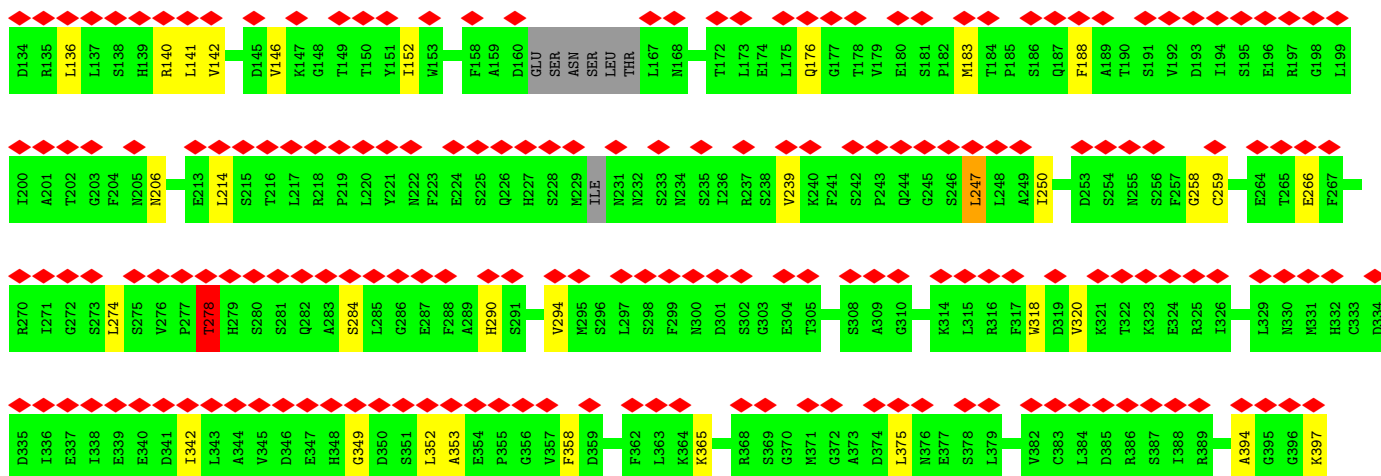 D134 R135 L136 L137 S138 H139 R140 L141 V142 D145 V146 K147 G148 T149 T150 Y151 I152 W153 F158 A159 D160 GLU SER ASN SER LEU THR L167 N168 T172 L173 E174 L175 Q176 G177 T178 V179 E180 S181 P182 M183 T184 P185 S186 Q187 F188 A189 T190 S191 V192 D193 I194 S195 E196 R197 G198 L199
I200 A201 T202 G203 F204 N205 N206 E213 L214 S215 T216 L217 R218 P219 L220 Y221 N222 F223 E224 S225 Q226 H227 S228 M229 ILE N231 N232 S233 N234 S235 I236 R237 S238 V239 K240 F241 S242 P243 Q244 G245 S246 L247 L248 A249 I250 D253 S254 N255 S256 F257 G258 C259 E264 T265 E266 F267
R270 I271 G272 S273 L274 S275 V276 P277 T278 H279 S280 S281 Q282 A283 S284 L285 G286 E287 F288 A289 H290 S291 V294 M295 S296 L297 S298 F299 N300 D301 S302 G303 E304 T305 S308 A309 G310 K314 L315 R316 F317 W318 D319 V320 K321 T322 K323 E324 R325 I326 L329 N330 M331 H332 C333 D334
D335 I336 E337 I338 E339 E340 D341 I342 L343 A344 V345 D346 E347 H348 G349 D350 S351 L352 A353 E354 P355 G356 V357 F358 D359 F362 L363 K364 K365 R368 S369 G370 M371 G372 A373 D374 L375 N376 E377 S378 L379 V382 C383 L384 D385 R386 S387 I388 R389 A394 G395 G396 K397